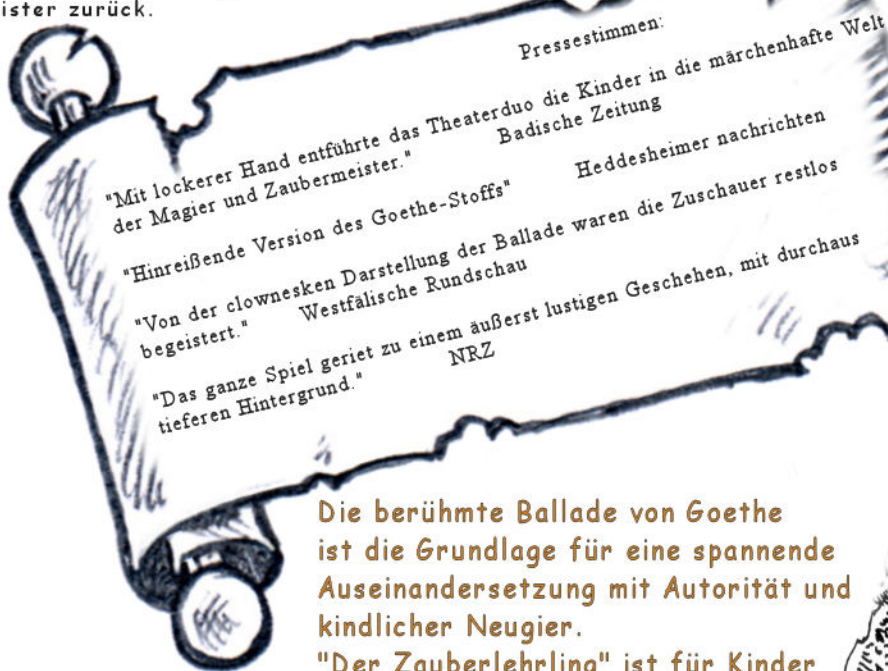 ister zurück.
Pressestimmen:
"Mit lockerer Hand entführte das Theaterduo die Kinder in die märchenhafte Welt
der Magier und Zaubermeister." Badische Zeitung
"Hinreißende Version des Goethe-Stoffs" Heddesheimer nachrichten
"Von der clownesken Darstellung der Ballade waren die Zuschauer restlos
begeistert." Westfälische Rundschau
"Das ganze Spiel geriet zu einem äußerst lustigen Geschehen, mit durchaus
tieferen Hintergrund." NRZ
Die berühmte Ballade von Goethe
ist die Grundlage für eine spannende
Auseinandersetzung mit Autorität und
kindlicher Neugier.
"Der Zauberlehrling" ist für Kinder